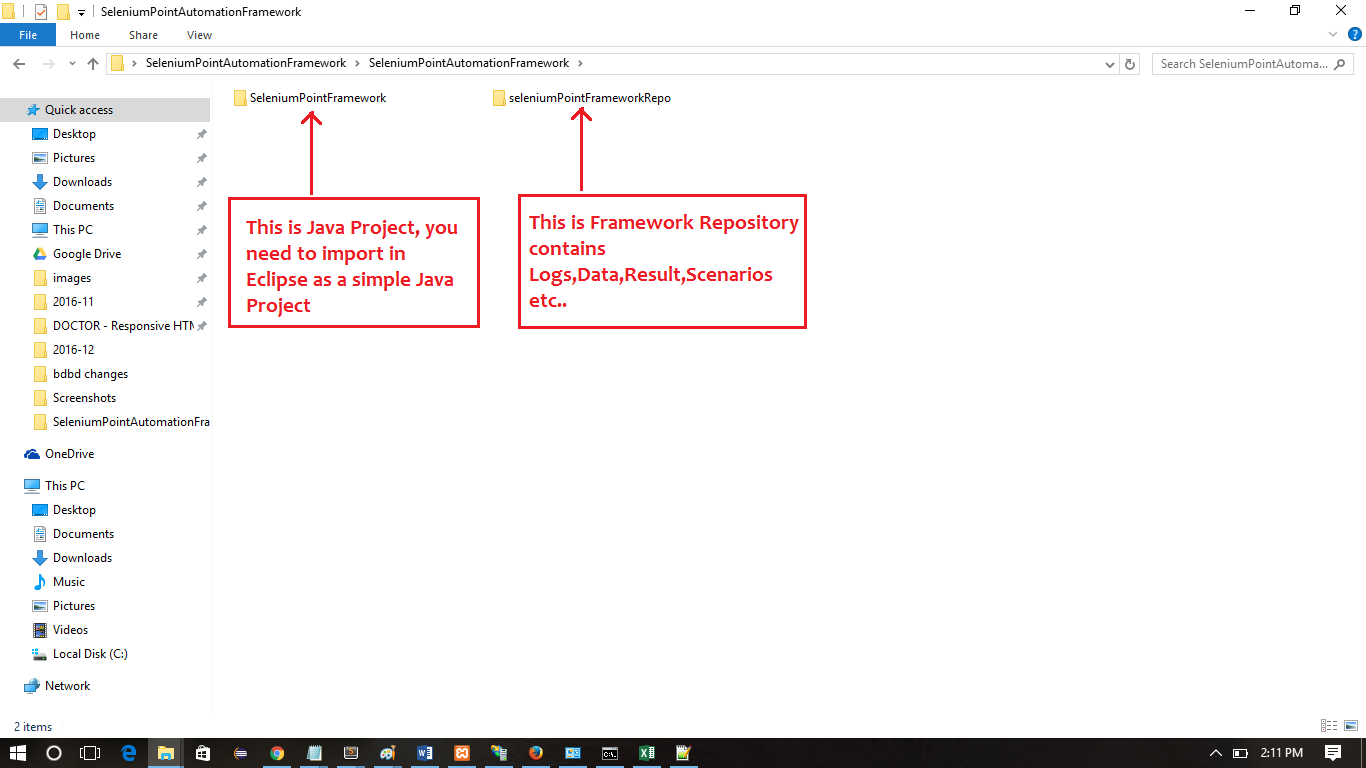 SeleniumPointAutomationFramework
File Home Share View
SeleniumPointAutomationFramework SeleniumPointAutomationFramework
Search SeleniumPointAutoma...
Quick access
Desktop
Pictures
Downloads
Documents
This PC
Google Drive
images
2016-11
DOCTOR - Responsive HTM
2016-12
bdbd changes
Screenshots
SeleniumPointAutomationFra
OneDrive
This PC
Desktop
Documents
Downloads
Music
Pictures
Videos
Local Disk (C:)
Network
SeleniumPointFramework
seleniumPointFrameworkRepo
This is Java Project, you
need to import in
Eclipse as a simple Java
Project
This is Framework Repository
contains
Logs,Data,Result,Scenarios
etc..
2 items
2:11 PM